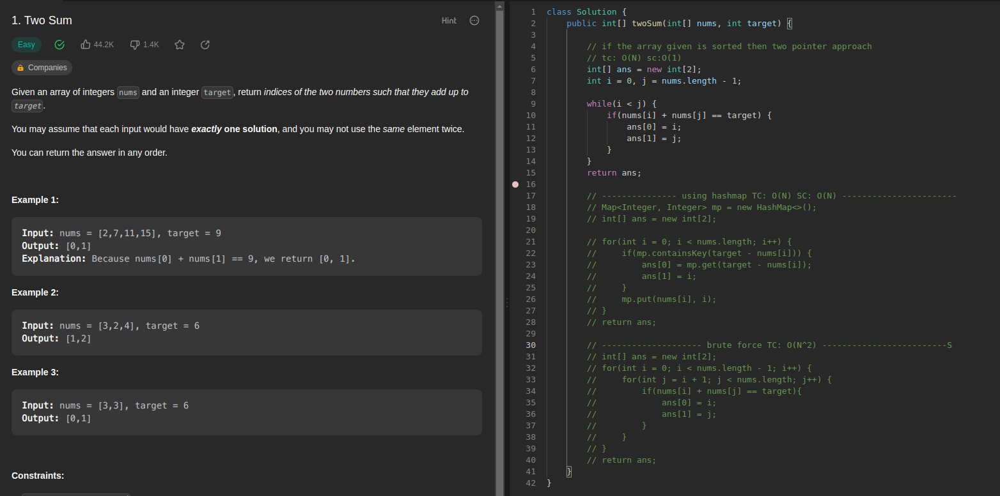 1. Two Sum
Hint
Easy
44.2K
1.4K
Companies
Given an array of integers nums and an integer target, return indices of the two numbers such that they add up to
target.
You may assume that each input would have exactly one solution, and you may not use the same element twice.
You can return the answer in any order.
Example 1:
Input: nums = [2,7,11,15], target = 9
Output: [0,1]
Explanation: Because nums[0] + nums[1] == 9, we return [0, 1].
Example 2:
Input: nums = [3,2,4], target = 6
Output: [1,2]
Example 3:
Input: nums = [3,3], target = 6
Output: [0,1]
Constraints:
1 class Solution {
2     public int[] twoSum(int[] nums, int target) {
3
4         // if the array given is sorted then two pointer approach
5         // tc: O(N) sc:O(1)
6         int[] ans = new int[2];
7         int i = 0, j = nums.length - 1;
8
9         while(i < j) {
10             if(nums[i] + nums[j] == target) {
11                 ans[0] = i;
12                 ans[1] = j;
13             }
14         }
15         return ans;
16
17         // --------------- using hashmap TC: O(N) SC: O(N) -----------------------
18         // Map<Integer, Integer> mp = new HashMap<>();
19         // int[] ans = new int[2];
20
21         // for(int i = 0; i < nums.length; i++) {
22         //     if(mp.containsKey(target - nums[i])) {
23         //         ans[0] = mp.get(target - nums[i]);
24         //         ans[1] = i;
25         //     }
26         //     mp.put(nums[i], i);
27         // }
28         // return ans;
29
30         // -------------------- brute force TC: O(N^2) -------------------------S
31         // int[] ans = new int[2];
32         // for(int i = 0; i < nums.length - 1; i++) {
33         //     for(int j = i + 1; j < nums.length; j++) {
34         //         if(nums[i] + nums[j] == target){
35         //             ans[0] = i;
36         //             ans[1] = j;
37         //         }
38         //     }
39         // }
40         // return ans;
41     }
42 }